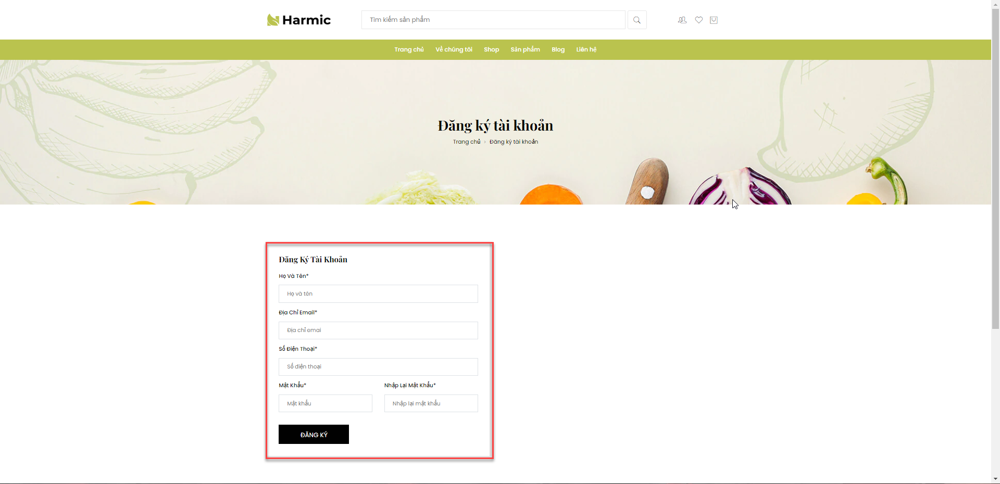 Harmic
Tìm kiếm sản phẩm
Trang chủ Về chúng tôi Shop Sản phẩm Blog Liên hệ
Đăng ký tài khoản
Trang chủ › Đăng ký tài khoản
Đăng Ký Tài Khoản
Họ Và Tên*
Họ và tên
Địa Chỉ Email*
Địa chỉ emai
Số Điện Thoại*
Số điện thoại
Mật Khẩu* Nhập Lại Mật Khẩu*
Mật khẩu Nhập lại mật khẩu
ĐĂNG KÝ